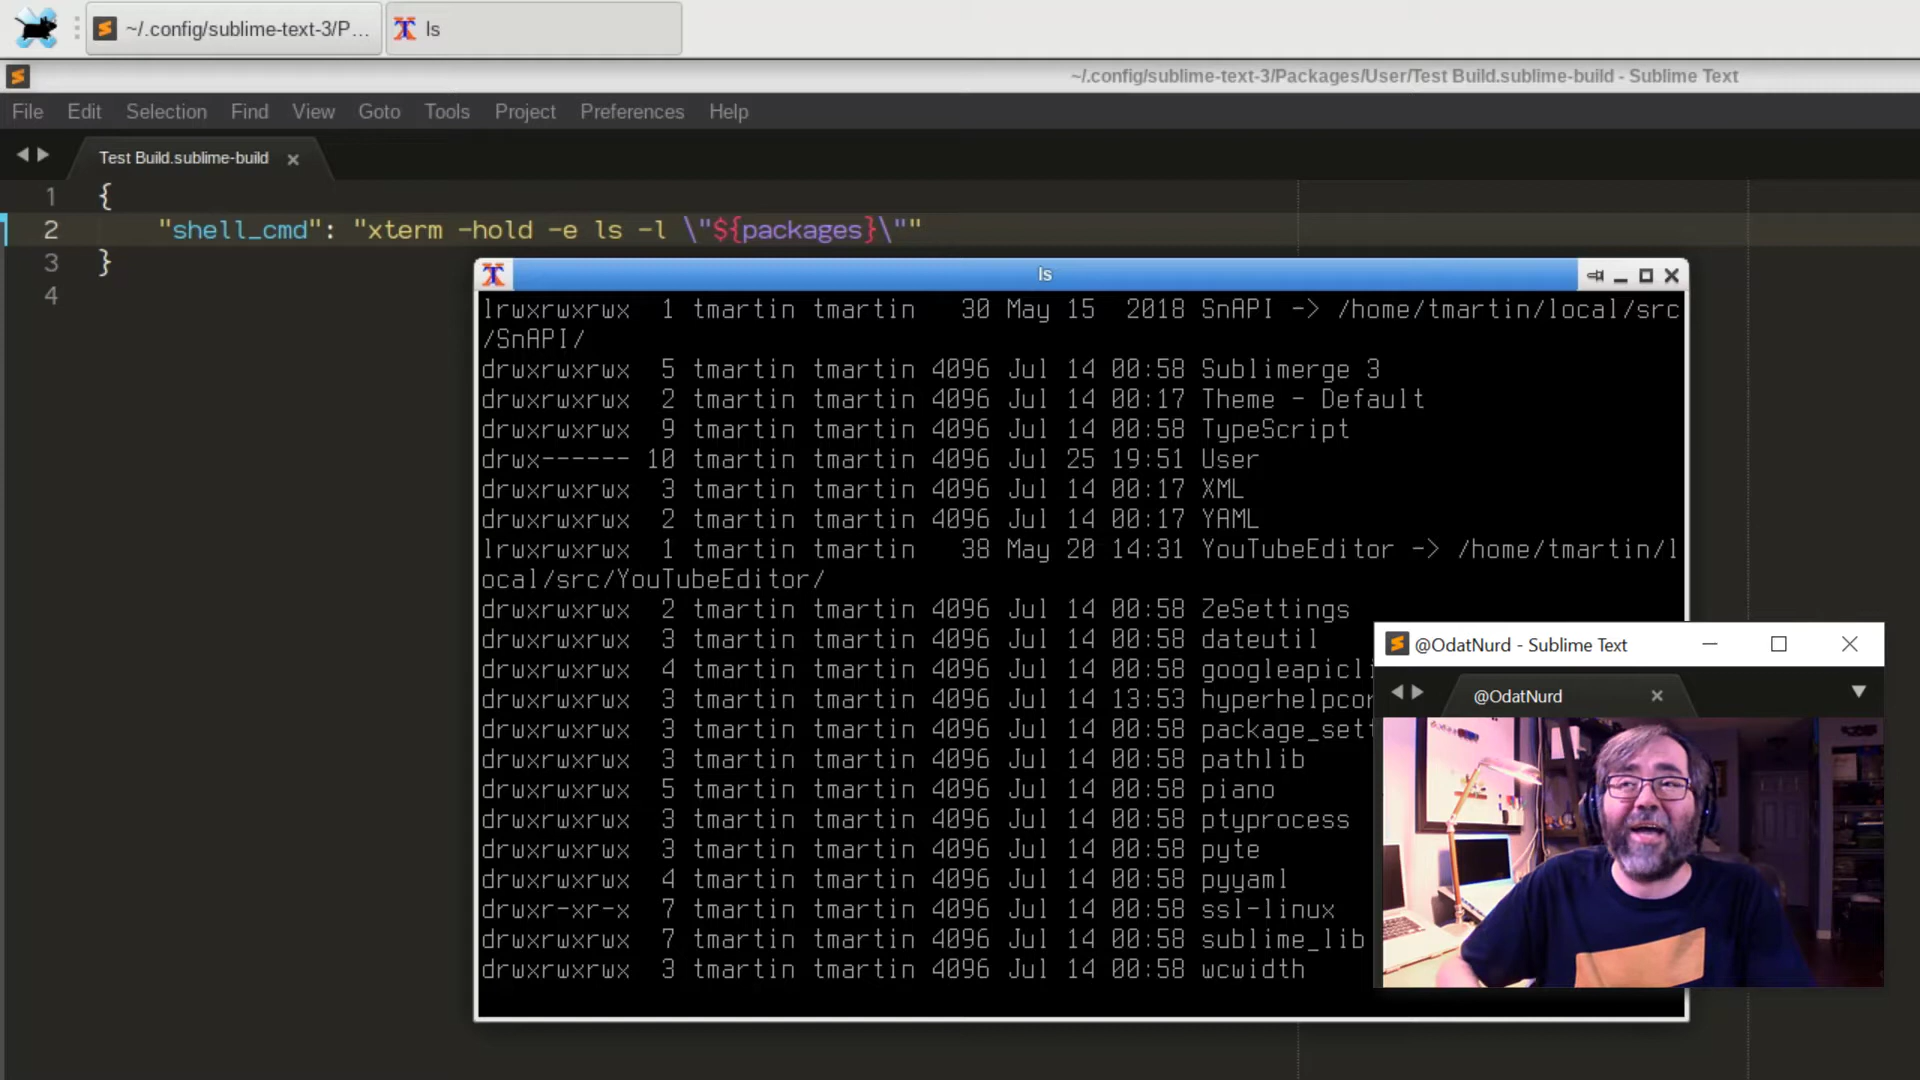 ~/.config/sublime-text-3/P...
ls
~/.config/sublime-text-3/Packages/User/Test Build.sublime-build - Sublime Text
File Edit Selection Find View Goto Tools Project Preferences Help
Test Build.sublime-build
1 {
2 "shell_cmd": "xterm -hold -e ls -l \"${packages}\""
3 }
4
ls
lrwxrwxrwx 1 tmartin tmartin 30 May 15 2018 SnAPI -> /home/tmartin/local/src
/SnAPI/
drwxrwxrwx 5 tmartin tmartin 4096 Jul 14 00:58 Sublimerge 3
drwxrwxrwx 2 tmartin tmartin 4096 Jul 14 00:17 Theme - Default
drwxrwxrwx 9 tmartin tmartin 4096 Jul 14 00:58 TypeScript
drwx------ 10 tmartin tmartin 4096 Jul 25 19:51 User
drwxrwxrwx 3 tmartin tmartin 4096 Jul 14 00:17 XML
drwxrwxrwx 2 tmartin tmartin 4096 Jul 14 00:17 YAML
lrwxrwxrwx 1 tmartin tmartin 38 May 20 14:31 YouTubeEditor -> /home/tmartin/l
ocal/src/YouTubeEditor/
drwxrwxrwx 2 tmartin tmartin 4096 Jul 14 00:58 ZeSettings
drwxrwxrwx 3 tmartin tmartin 4096 Jul 14 00:58 dateutil
drwxrwxrwx 4 tmartin tmartin 4096 Jul 14 00:58 googleapicli
drwxrwxrwx 3 tmartin tmartin 4096 Jul 14 13:53 hyperhelpcor
drwxrwxrwx 3 tmartin tmartin 4096 Jul 14 00:58 package_sett
drwxrwxrwx 3 tmartin tmartin 4096 Jul 14 00:58 pathlib
drwxrwxrwx 5 tmartin tmartin 4096 Jul 14 00:58 piano
drwxrwxrwx 3 tmartin tmartin 4096 Jul 14 00:58 ptyprocess
drwxrwxrwx 3 tmartin tmartin 4096 Jul 14 00:58 pyte
drwxrwxrwx 4 tmartin tmartin 4096 Jul 14 00:58 pyyaml
drwxr-xr-x 7 tmartin tmartin 4096 Jul 14 00:58 ssl-linux
drwxrwxrwx 7 tmartin tmartin 4096 Jul 14 00:58 sublime_lib
drwxrwxrwx 3 tmartin tmartin 4096 Jul 14 00:58 wcwidth
@OdatNurd - Sublime Text
@OdatNurd